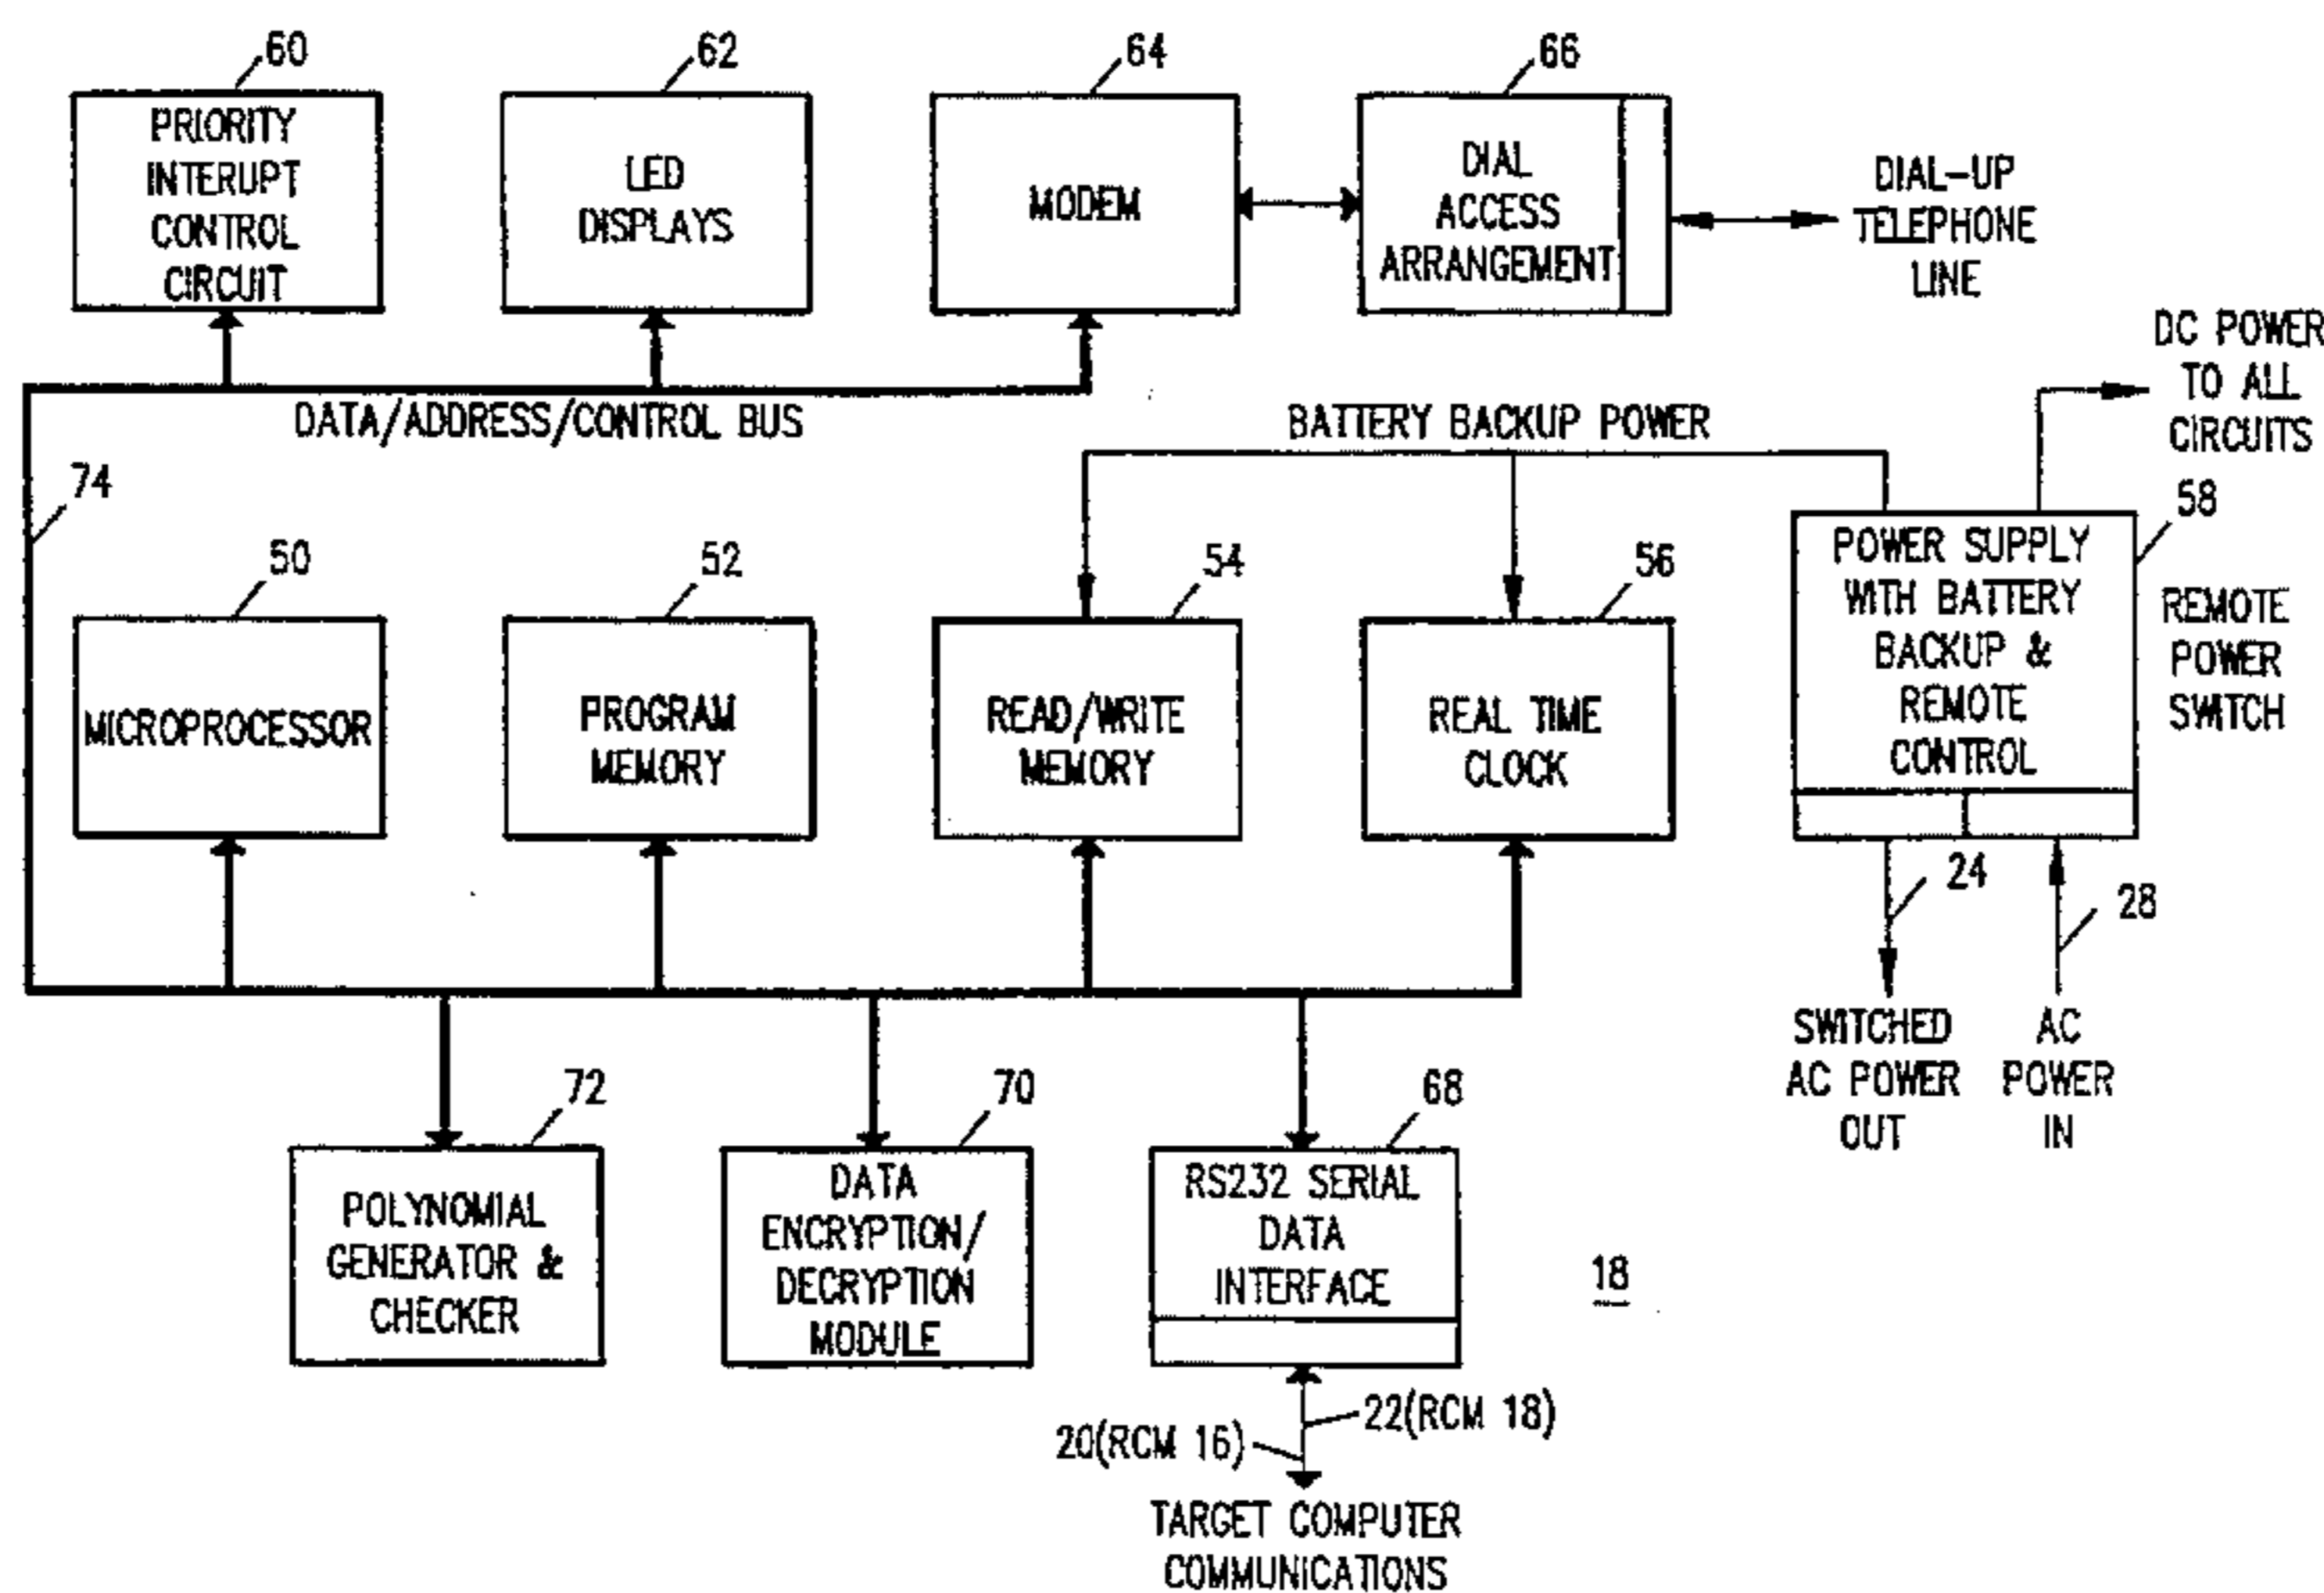 60
62
64
66
PRIORITY
INTERUPT
CONTROL
CIRCUIT
LED
DISPLAYS
MODEM
DIAL
ACCESS
ARRANGEMENT
DIAL-UP
TELEPHONE
LINE
DATA/ADDRESS/CONTROL BUS
BATTERY BACKUP POWER
DC POWER
TO ALL
CIRCUITS
74
50
52
54
56
58
MICROPROCESSOR
PROGRAM
MEMORY
READ/WRITE
MEMORY
REAL TIME
CLOCK
POWER SUPPLY
WITH BATTERY
BACKUP &
REMOTE
CONTROL
REMOTE
POWER
SWITCH
24
28
SWITCHED
AC POWER
OUT
AC
POWER
IN
72
70
68
POLYNOMIAL
GENERATOR &
CHECKER
DATA
ENCRYPTION/
DECRYPTION
MODULE
RS232 SERIAL
DATA
INTERFACE
18
22(RCM 18)
20(RCM 16)
TARGET COMPUTER
COMMUNICATIONS